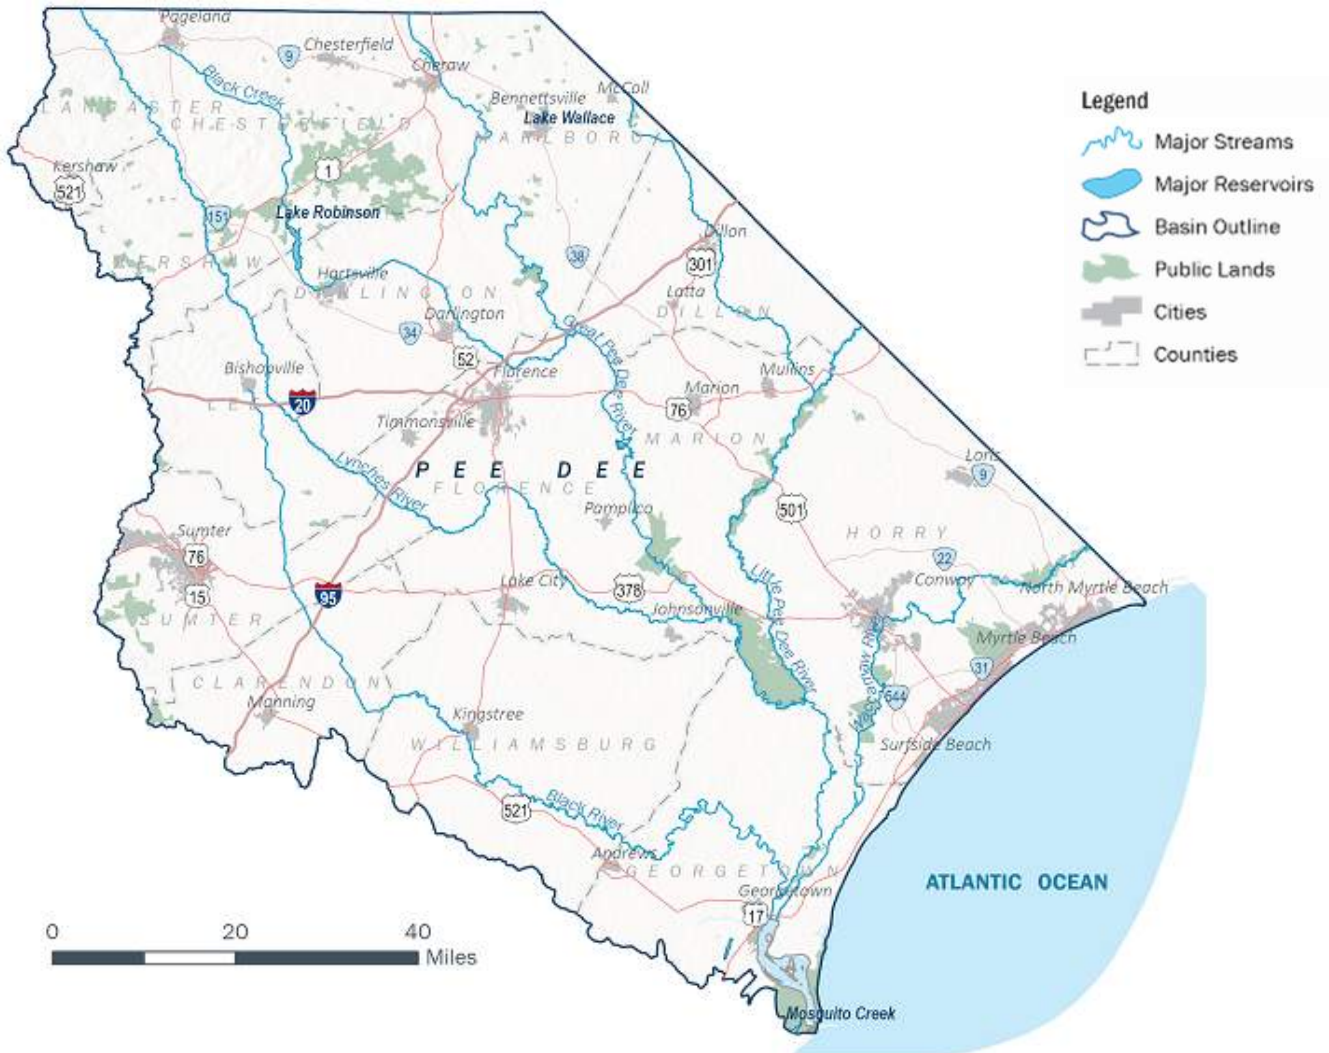 Pageland
9
Chesterfield
Cheraw
McColl
Black Creek
Bennettsville
Lake Wallace
LANCASTER
CHESTERFIELD
MARLBORO
Kershaw
521
1
151
Lake Robinson
Dillon
301
38
KERSHAW
Hartsville
DARLINGTON
Latta
DILLON
Darlington
34
52
Great Pee Dee River
Bishopville
Florence
Mullins
Marion
LEE
20
76
Timmonsville
MARION
Lynches River
PEE DEE
FLORENCE
Loris
9
Pamplico
501
HORRY
Sumter
76
15
95
22
Conway
Lake City
378
Little Pee Dee River
North Myrtle Beach
SUMTER
Johnsonville
Myrtle Beach
31
Waccamaw River
544
CLARENDON
Manning
Kingstree
WILLIAMSBURG
Surfside Beach
521
Black River
Andrews
GEORGETOWN
Georgetown
17
ATLANTIC OCEAN
Mosquito Creek
0 20 40
Miles
Legend
Major Streams
Major Reservoirs
Basin Outline
Public Lands
Cities
Counties